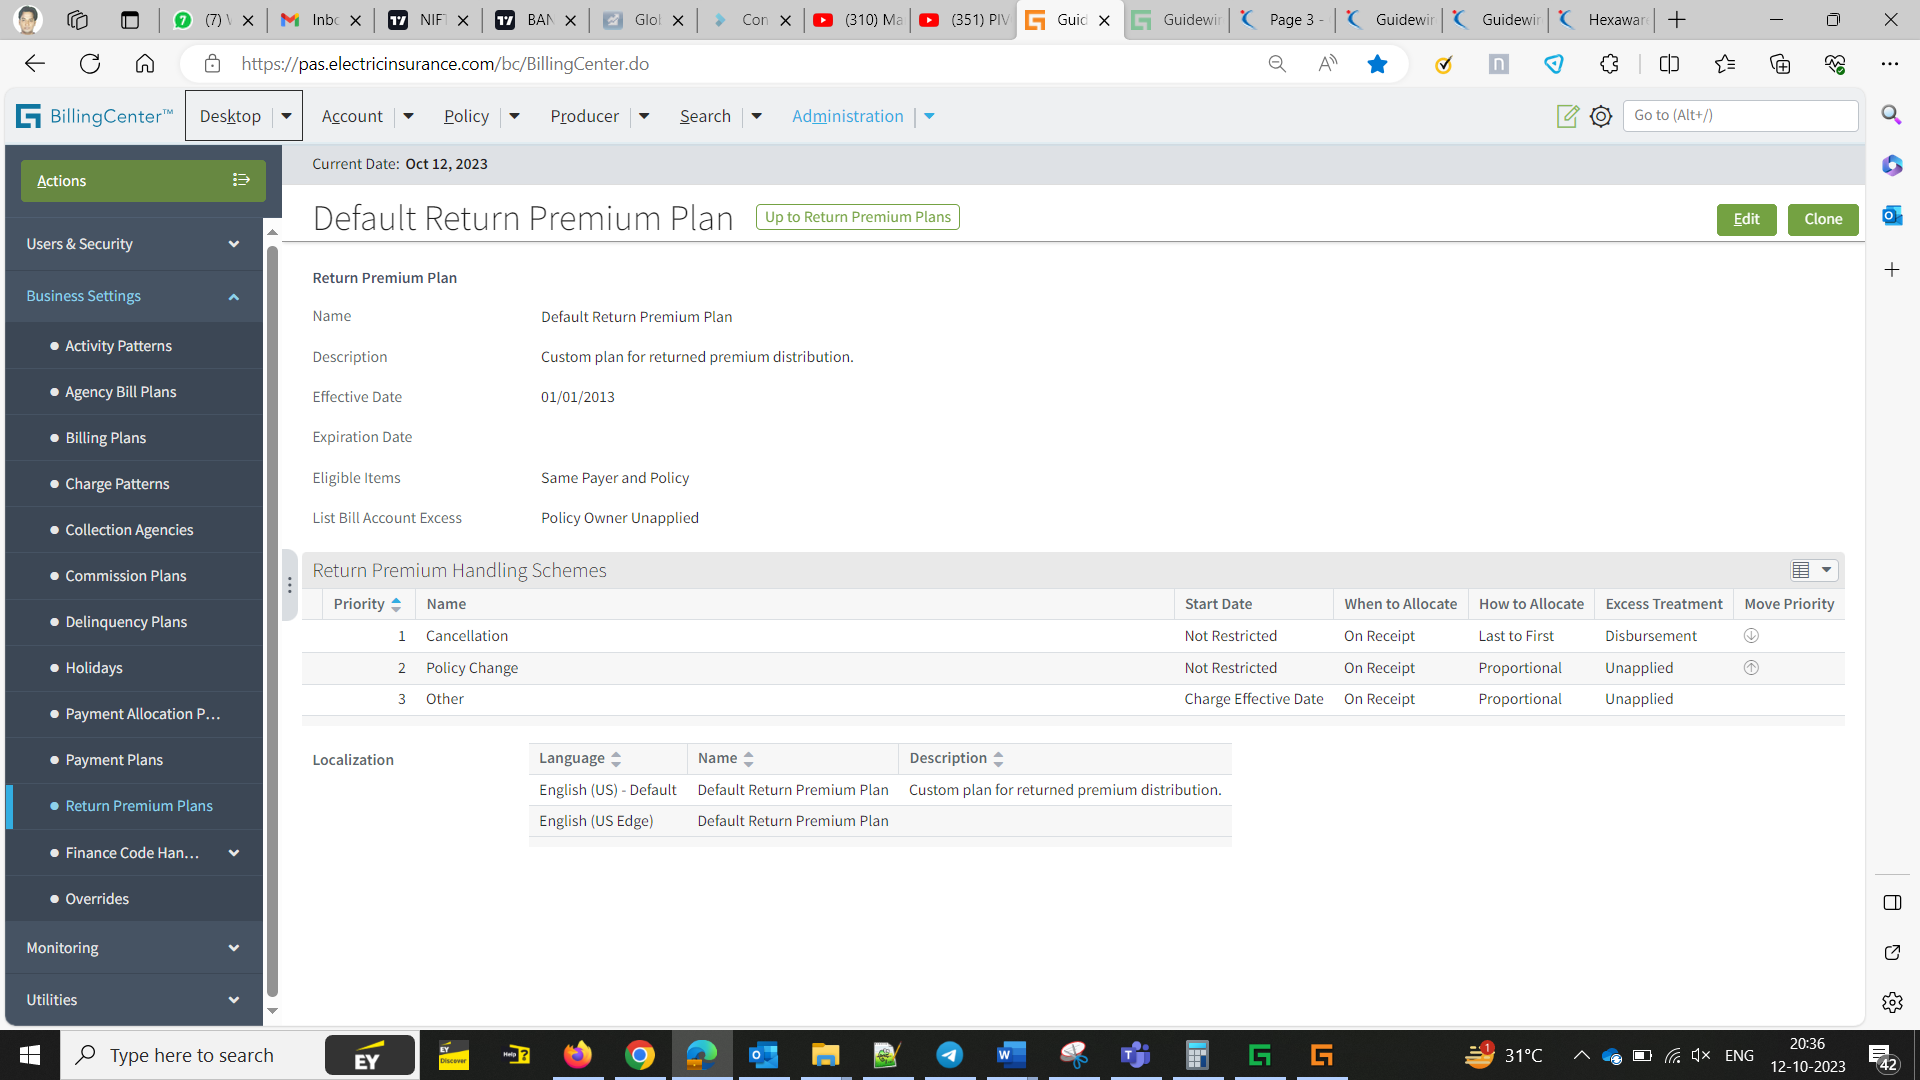 (7) W
Inbo
NIFT
BAN
Glob
Con
(310) Ma
(351) PIV
Guid
Guidewir
Page 3 -
Guidewir
Guidewir
Hexaware
https://pas.electricinsurance.com/bc/BillingCenter.do
BillingCenter™ Desktop Account Policy Producer Search Administration Go to (Alt+/)
Actions
Current Date: Oct 12, 2023
Default Return Premium Plan Up to Return Premium Plans Edit Clone
Users & Security
Business Settings
Activity Patterns
Agency Bill Plans
Billing Plans
Charge Patterns
Collection Agencies
Commission Plans
Delinquency Plans
Holidays
Payment Allocation P...
Payment Plans
Return Premium Plans
Finance Code Han...
Overrides
Monitoring
Utilities
Return Premium Plan
Name Default Return Premium Plan
Description Custom plan for returned premium distribution.
Effective Date 01/01/2013
Expiration Date
Eligible Items Same Payer and Policy
List Bill Account Excess Policy Owner Unapplied
Return Premium Handling Schemes
Priority Name Start Date When to Allocate How to Allocate Excess Treatment Move Priority
1 Cancellation Not Restricted On Receipt Last to First Disbursement
2 Policy Change Not Restricted On Receipt Proportional Unapplied
3 Other Charge Effective Date On Receipt Proportional Unapplied
Localization
Language Name Description
English (US) - Default Default Return Premium Plan Custom plan for returned premium distribution.
English (US Edge) Default Return Premium Plan
Type here to search
EY
EY
Discover
Help ?
1
31°C
ENG
20:36
12-10-2023
42